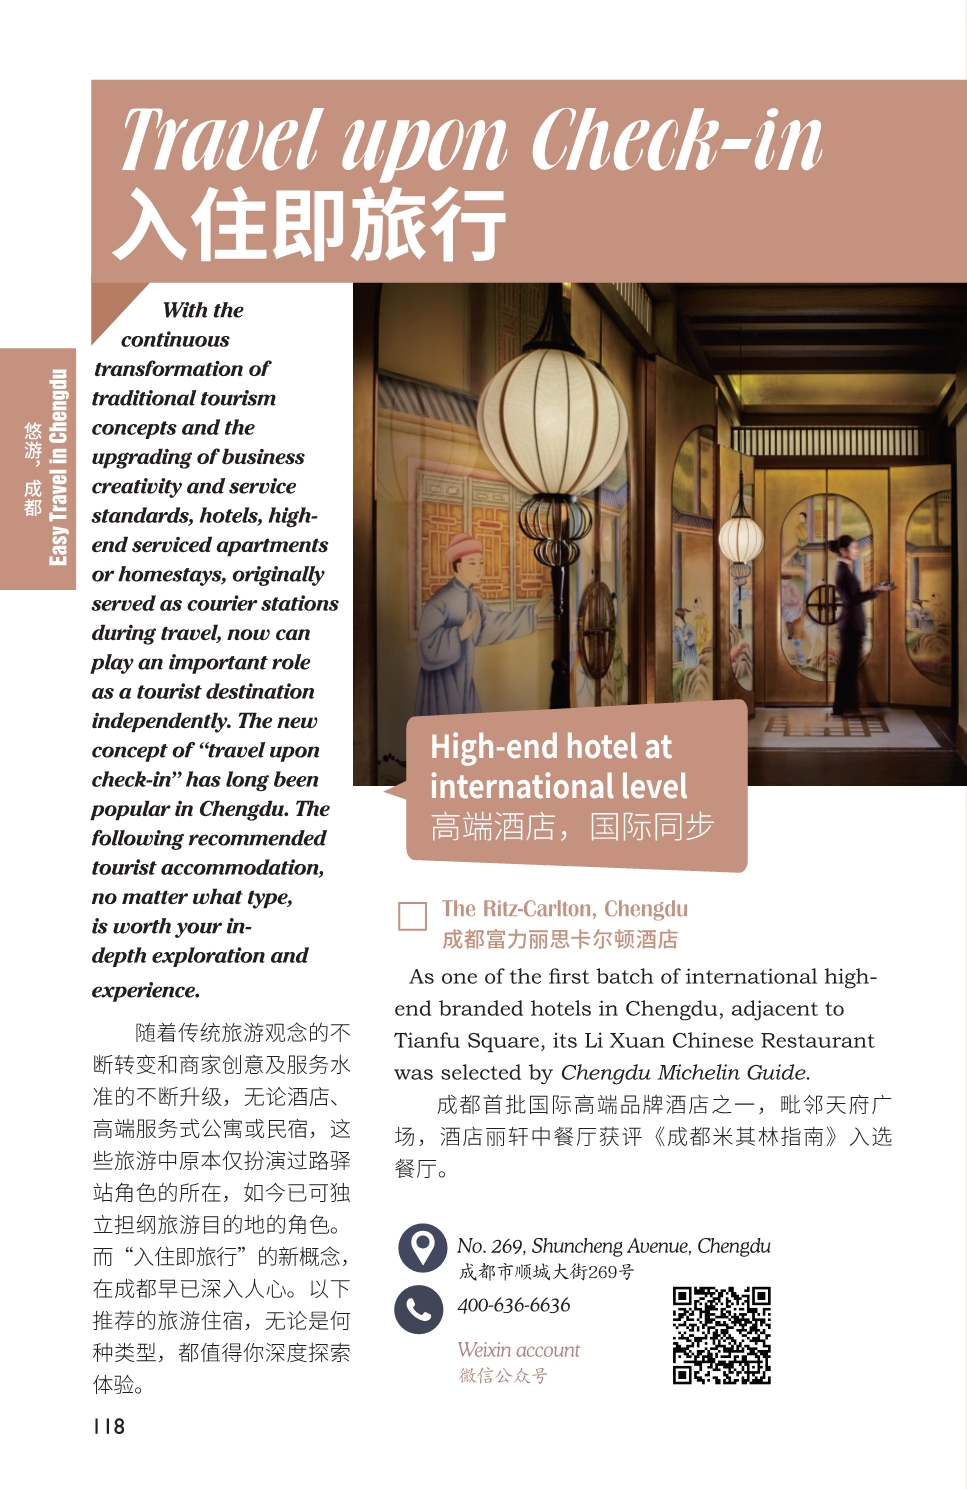 Travel upon Check-in
入住即旅行
悠游，成都
Easy Travel in Chengdu
With the
continuous
transformation of
traditional tourism
concepts and the
upgrading of business
creativity and service
standards, hotels, high-
end serviced apartments
or homestays, originally
served as courier stations
during travel, now can
play an important role
as a tourist destination
independently. The new
concept of “travel upon
check-in” has long been
popular in Chengdu. The
following recommended
tourist accommodation,
no matter what type,
is worth your in-
depth exploration and
experience.
随着传统旅游观念的不
断转变和商家创意及服务水
准的不断升级，无论酒店、
高端服务式公寓或民宿，这
些旅游中原本仅扮演过路驿
站角色的所在，如今已可独
立担纲旅游目的地的角色。
而“入住即旅行”的新概念，
在成都早已深入人心。以下
推荐的旅游住宿，无论是何
种类型，都值得你深度探索
体验。
High-end hotel at
international level
高端酒店，国际同步
The Ritz-Carlton, Chengdu
成都富力丽思卡尔顿酒店
As one of the first batch of international high-
end branded hotels in Chengdu, adjacent to
Tianfu Square, its Li Xuan Chinese Restaurant
was selected by Chengdu Michelin Guide.
成都首批国际高端品牌酒店之一，毗邻天府广
场，酒店丽轩中餐厅获评《成都米其林指南》入选
餐厅。
No. 269, Shuncheng Avenue, Chengdu
成都市顺城大街269号
400-636-6636
Weixin account
微信公众号
118